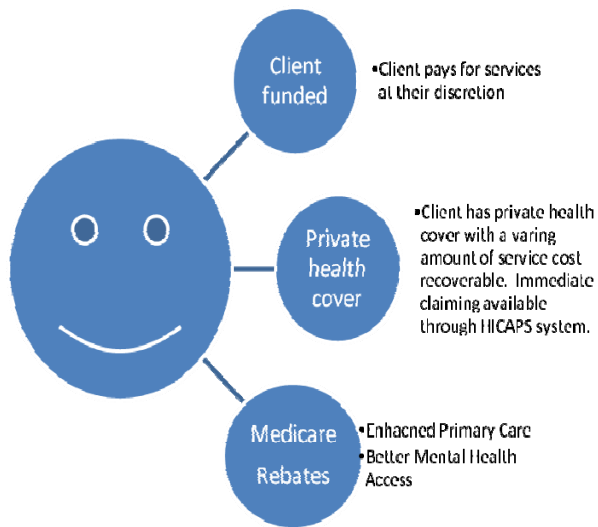 Client
funded
•Client pays for services
at their discretion
Private
health
cover
•Client has private health
cover with a varing
amount of service cost
recoverable. Immediate
claiming available
through HICAPS system.
Medicare
Rebates
•Enhacned Primary Care
•Better Mental Health
Access